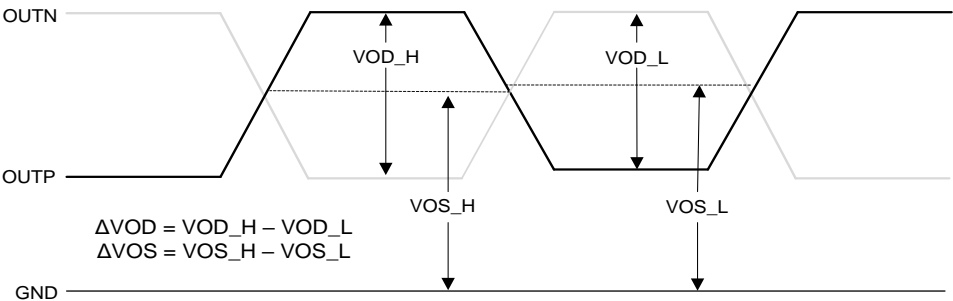 OUTN
VOD_H
VOD_L
OUTP
VOS_H
VOS_L
ΔVOD = VOD_H – VOD_L
ΔVOS = VOS_H – VOS_L
GND